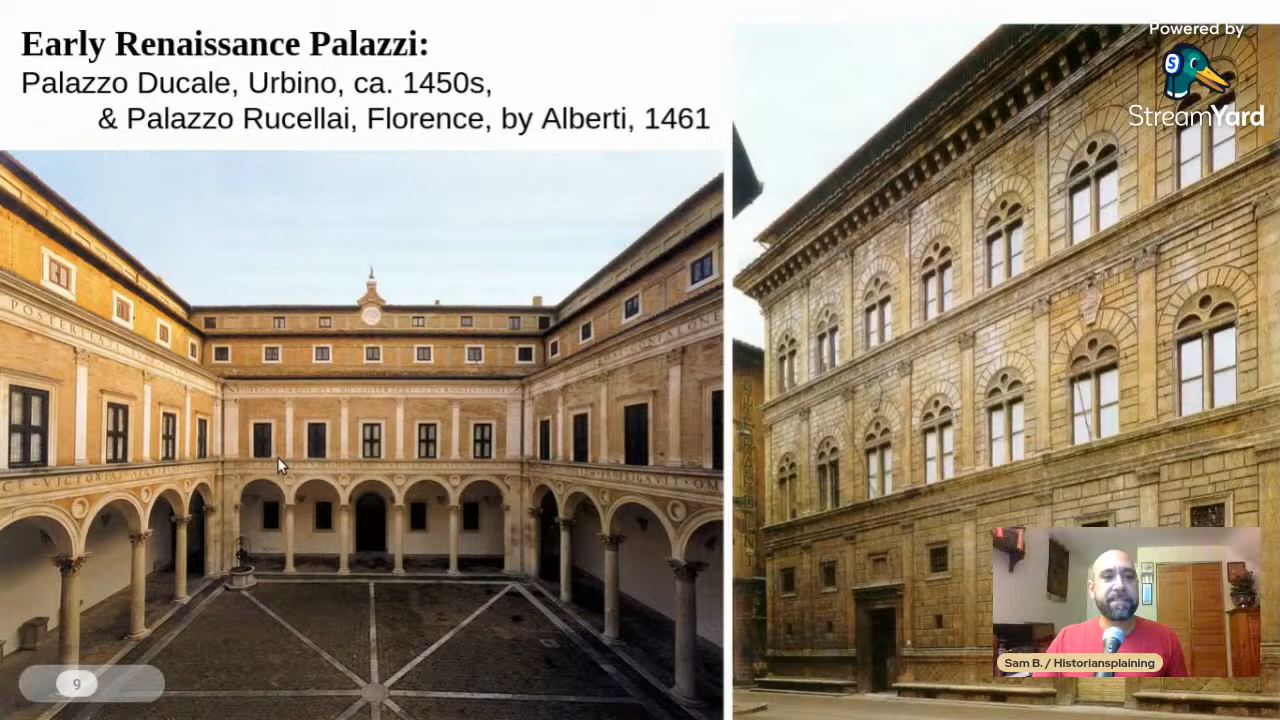 Early Renaissance Palazzi:
Palazzo Ducale, Urbino, ca. 1450s,
& Palazzo Rucellai, Florence, by Alberti, 1461
Powered by
StreamYard
9
Sam B. / Historiansplaining